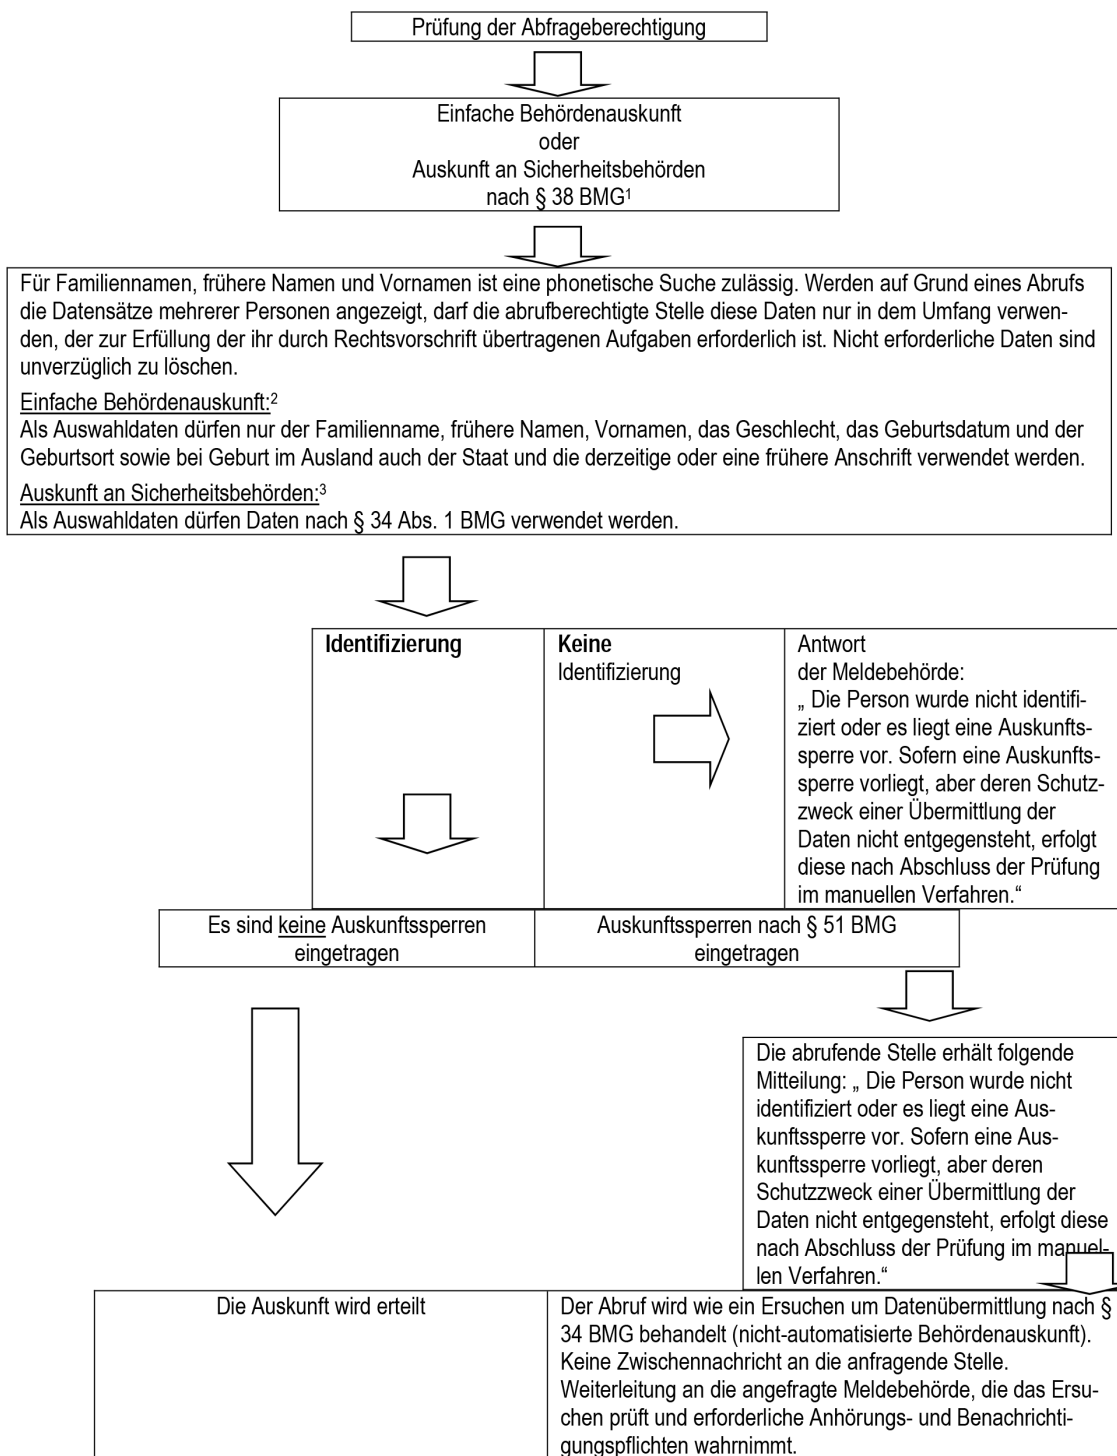 Prüfung der Abfrageberechtigung
Einfache Behördenauskunft
oder
Auskunft an Sicherheitsbehörden
nach § 38 BMG¹
Für Familiennamen, frühere Namen und Vornamen ist eine phonetische Suche zulässig. Werden auf Grund eines Abrufs
die Datensätze mehrerer Personen angezeigt, darf die abrufberechtigte Stelle diese Daten nur in dem Umfang verwen-
den, der zur Erfüllung der ihr durch Rechtsvorschrift übertragenen Aufgaben erforderlich ist. Nicht erforderliche Daten sind
unverzüglich zu löschen.
Einfache Behördenauskunft:²
Als Auswahldaten dürfen nur der Familienname, frühere Namen, Vornamen, das Geschlecht, das Geburtsdatum und der
Geburtsort sowie bei Geburt im Ausland auch der Staat und die derzeitige oder eine frühere Anschrift verwendet werden.
Auskunft an Sicherheitsbehörden:³
Als Auswahldaten dürfen Daten nach § 34 Abs. 1 BMG verwendet werden.
Identifizierung
Keine
Identifizierung
Antwort
der Meldebehörde:
„ Die Person wurde nicht identifi-
ziert oder es liegt eine Auskunfts-
sperre vor. Sofern eine Auskunfts-
sperre vorliegt, aber deren Schutz-
zweck einer Übermittlung der
Daten nicht entgegensteht, erfolgt
diese nach Abschluss der Prüfung
im manuellen Verfahren.“
Es sind keine Auskunftssperren
eingetragen
Auskunftssperren nach § 51 BMG
eingetragen
Die abrufende Stelle erhält folgende
Mitteilung: „ Die Person wurde nicht
identifiziert oder es liegt eine Aus-
kunftssperre vor. Sofern eine Aus-
kunftssperre vorliegt, aber deren
Schutzzweck einer Übermittlung der
Daten nicht entgegensteht, erfolgt diese
nach Abschluss der Prüfung im manuel-
len Verfahren.“
Die Auskunft wird erteilt
Der Abruf wird wie ein Ersuchen um Datenübermittlung nach §
34 BMG behandelt (nicht-automatisierte Behördenauskunft).
Keine Zwischennachricht an die anfragende Stelle.
Weiterleitung an die angefragte Meldebehörde, die das Ersu-
chen prüft und erforderliche Anhörungs- und Benachrichti-
gungspflichten wahrnimmt.